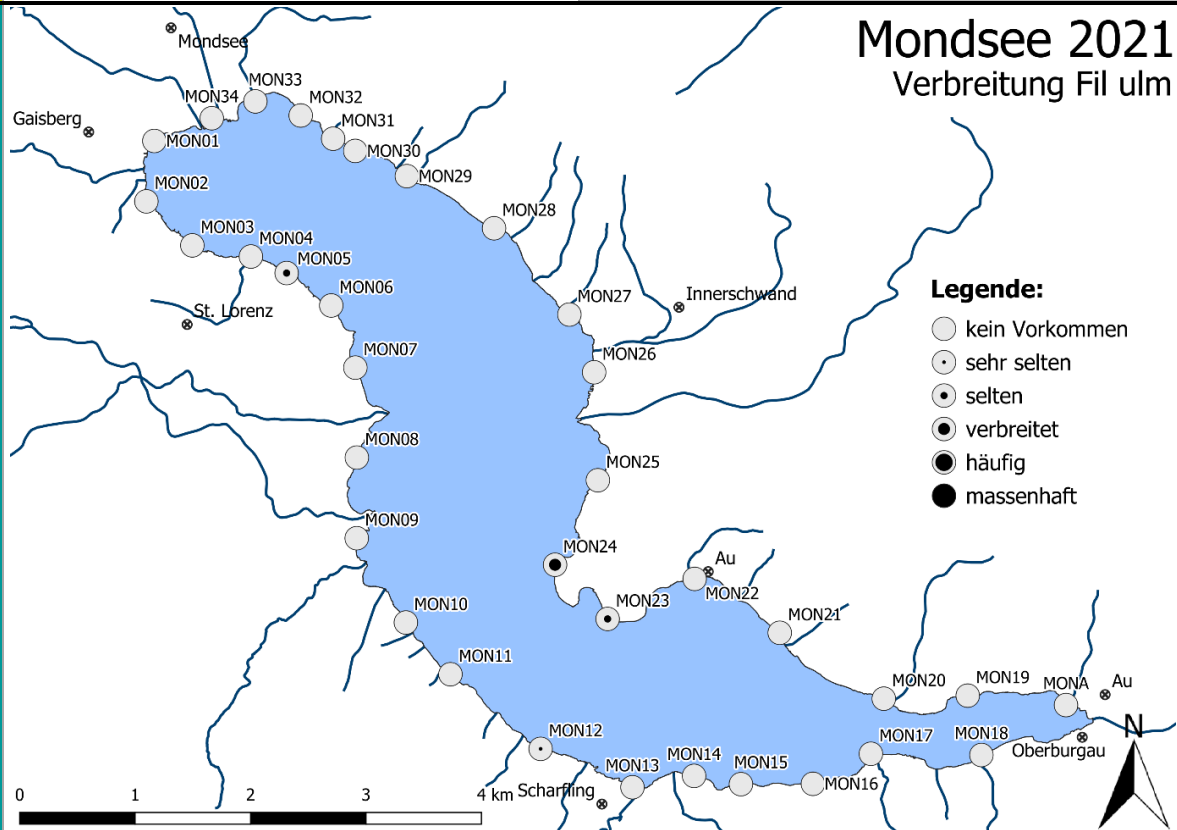 Mondsee 2021
Verbreitung Fil ulm
Mondsee
Gaisberg
MON33
MON34
MON32
MON31
MON01
MON30
MON29
MON02
MON28
MON03
MON04
MON05
MON06
St. Lorenz
MON27
Innerschwand
MON07
MON26
Legende:
kein Vorkommen
sehr selten
selten
verbreitet
häufig
massenhaft
MON08
MON25
MON09
MON24
Au
MON22
MON23
MON10
MON21
MON11
MON20
MON19
MONA
Au
N
MON12
MON17
MON18
Oberburgau
MON13
MON14
MON15
MON16
Scharfling
0 1 2 3 4 km